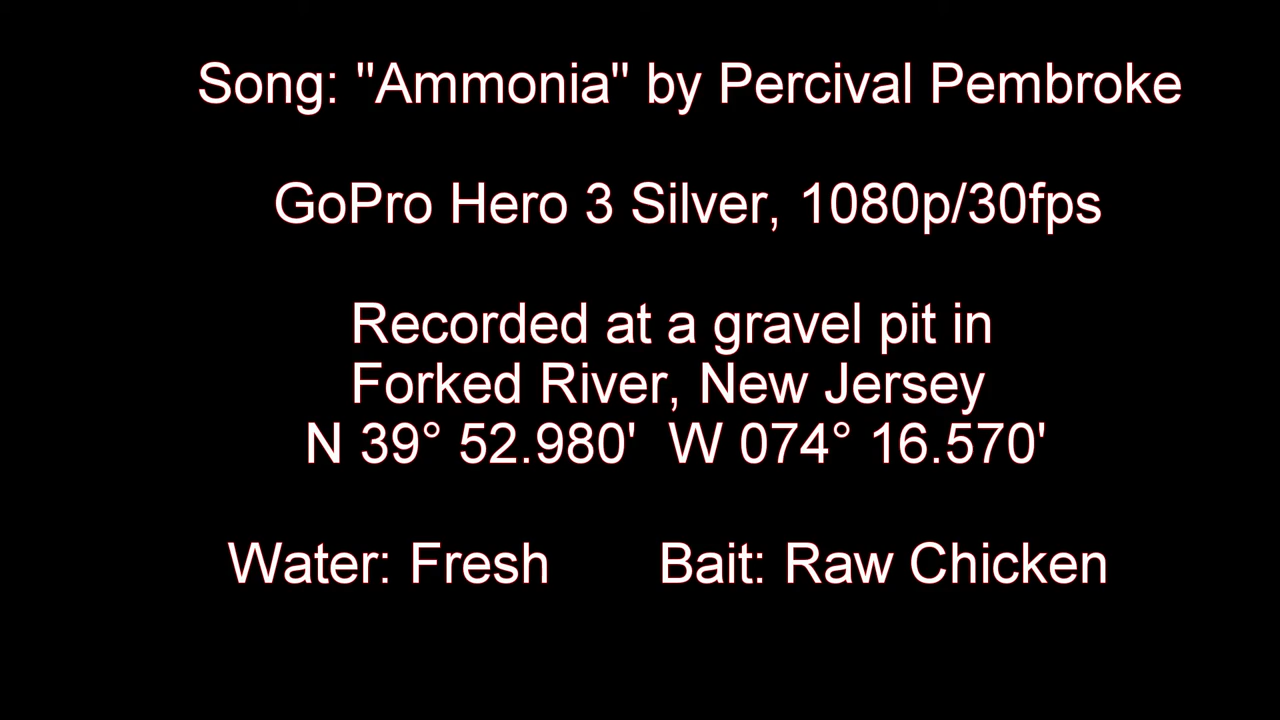 Song: "Ammonia" by Percival Pembroke
GoPro Hero 3 Silver, 1080p/30fps
Recorded at a gravel pit in
Forked River, New Jersey
N 39° 52.980'  W 074° 16.570'
Water: Fresh       Bait: Raw Chicken